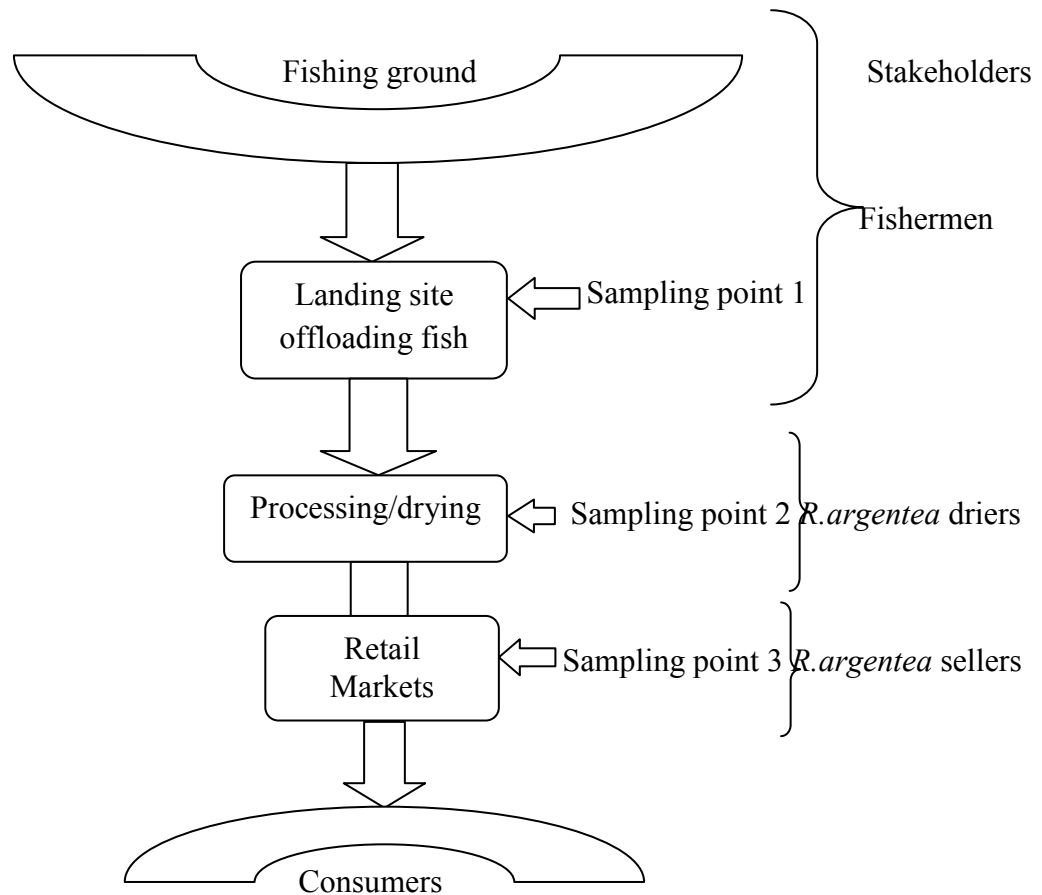 Fishing ground
Stakeholders
Fishermen
Landing site
offloading fish
Sampling point 1
Processing/drying
Sampling point 2 R.argentea driers
Retail
Markets
Sampling point 3 R.argentea sellers
Consumers